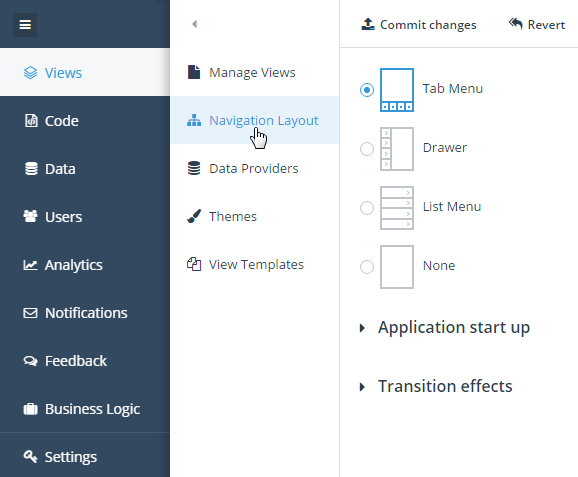 Views
Code
Data
Users
Analytics
Notifications
Feedback
Business Logic
Settings
Manage Views
Navigation Layout
Data Providers
Themes
View Templates
Commit changes Revert
Tab Menu
Drawer
List Menu
None
Application start up
Transition effects